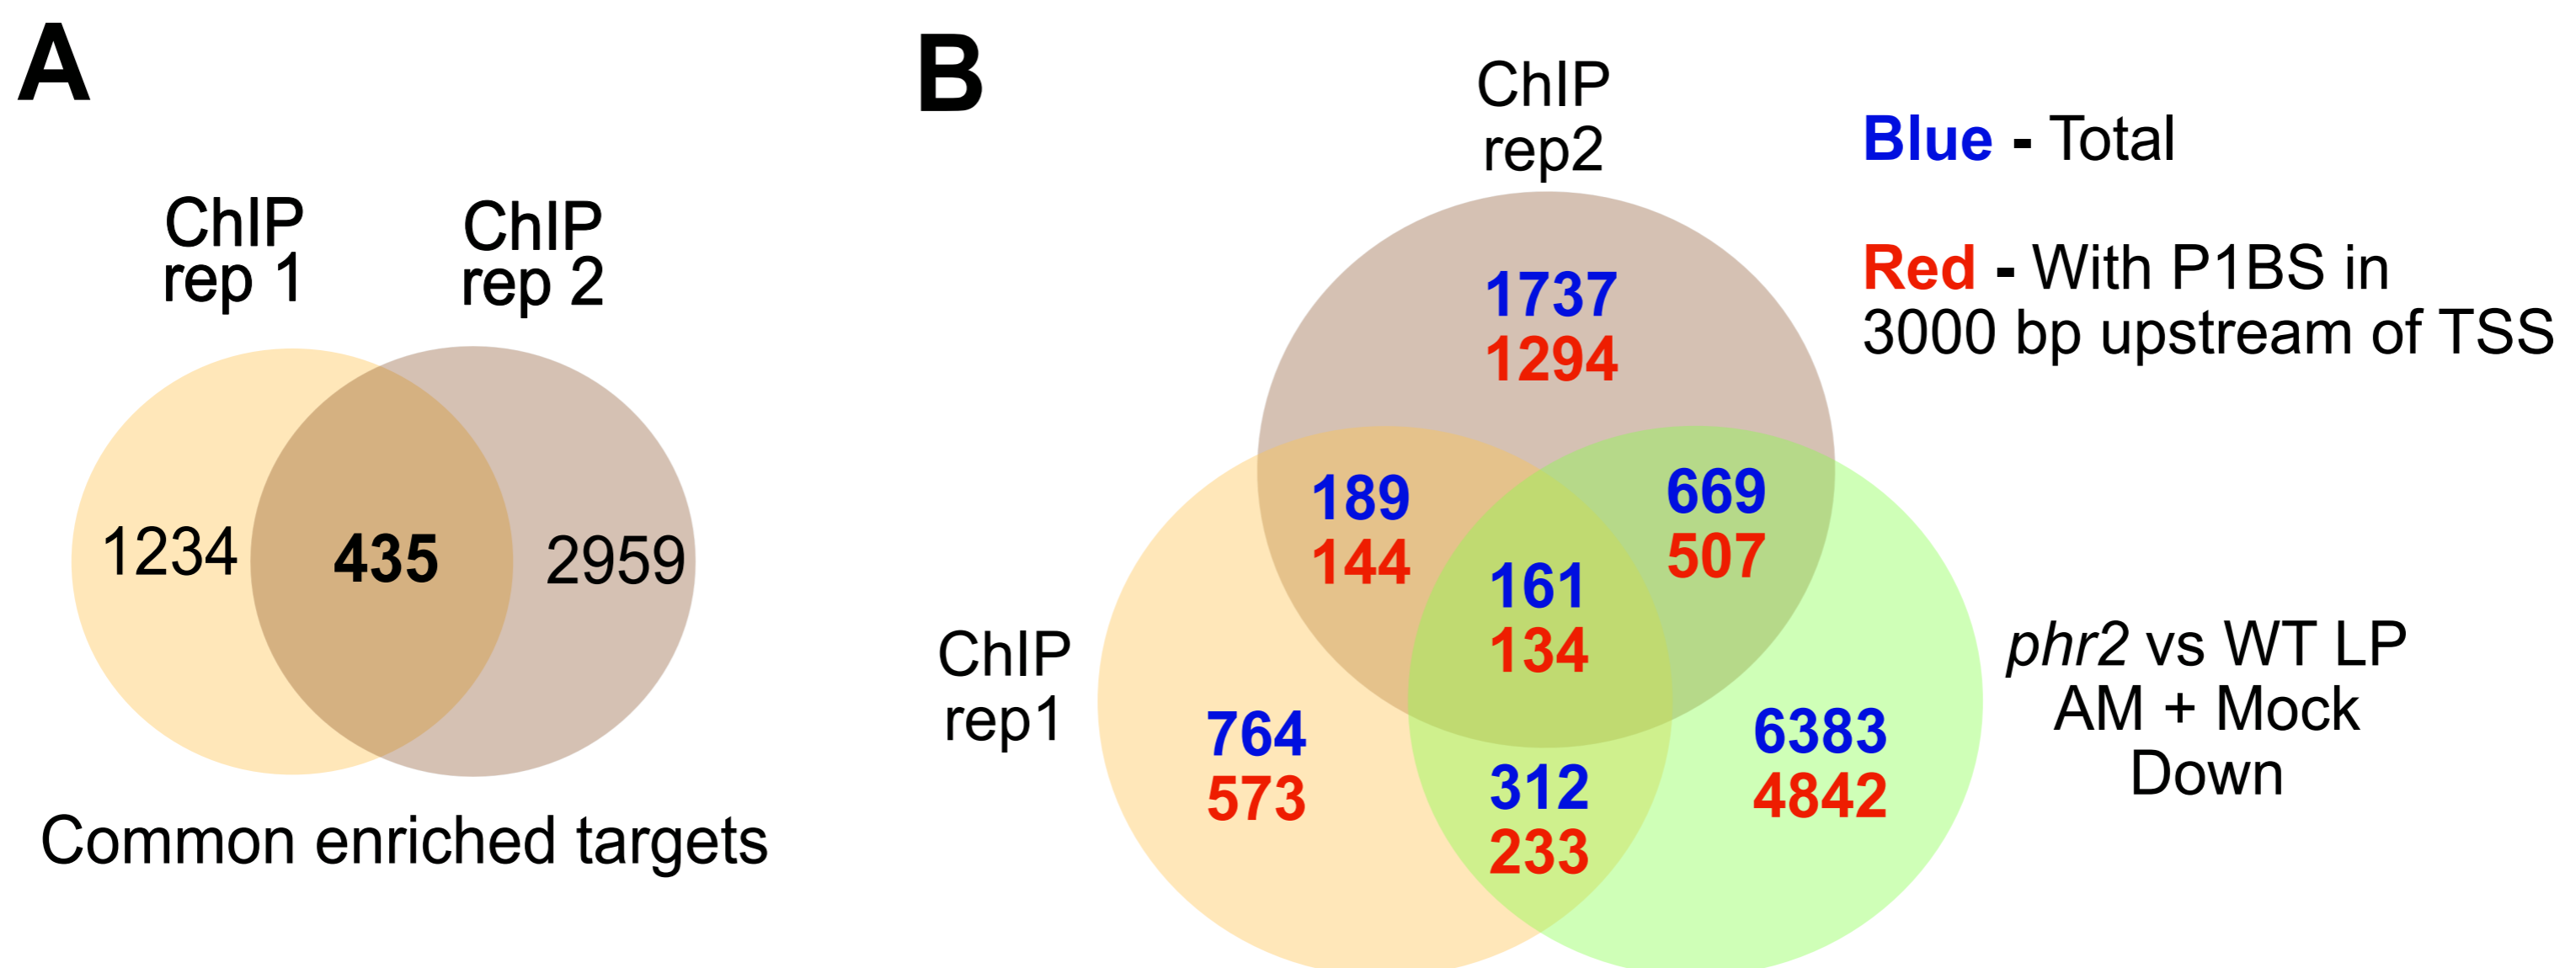 A
ChIP
rep 1
ChIP
rep 2
1234
435
2959
Common enriched targets
B
ChIP
rep2
Blue - Total
Red - With P1BS in
3000 bp upstream of TSS
1737
1294
189
144
669
507
161
134
ChIP
rep1
764
573
312
233
6383
4842
phr2 vs WT LP
AM + Mock
Down